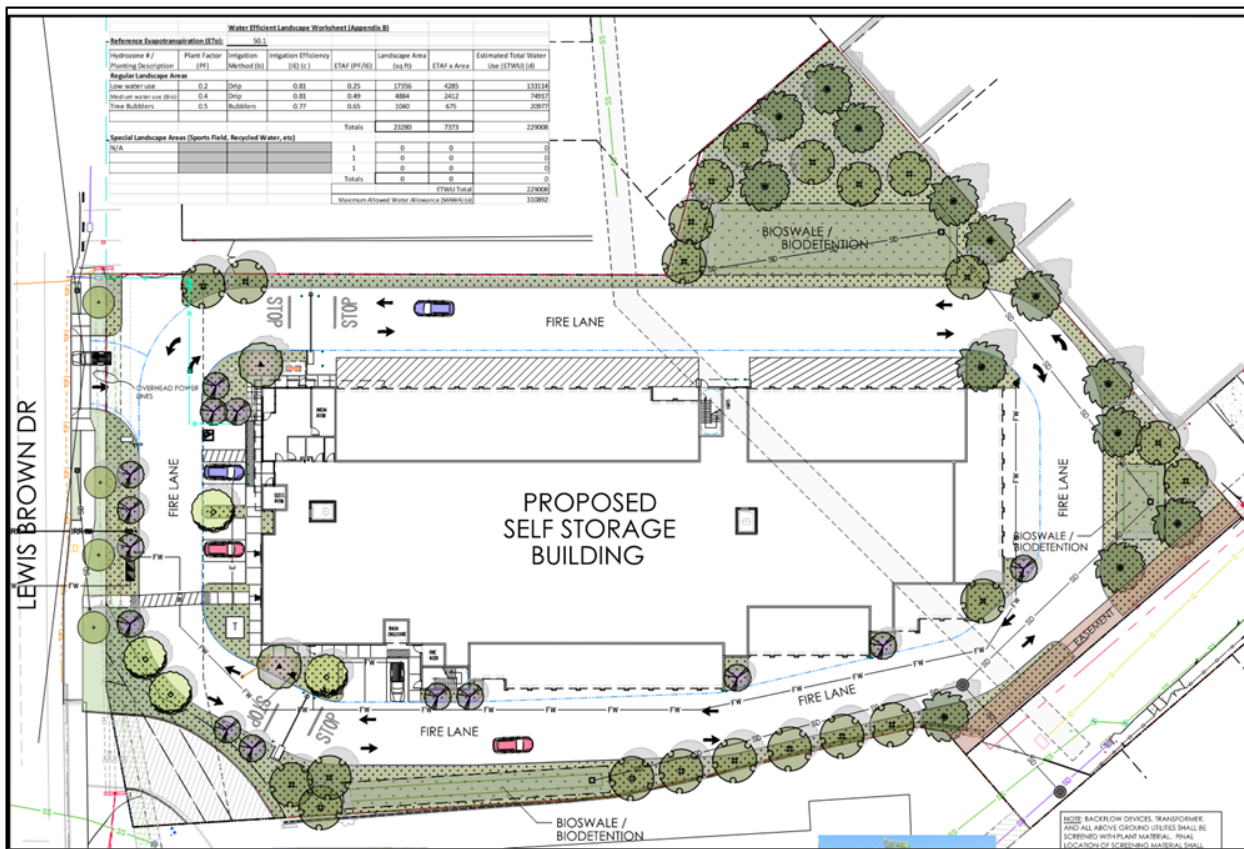 Water Efficient Landscape Worksheet (Appendix B)
Reference Evapotranspiration (ETo): 50.1
Hydrozone # / Planting Description Plant Factor (PF) Irrigation Method (b) Irrigation Efficiency (IE) (c) ETAF (PF/IE) Landscape Area (sq ft) ETAF x Area Estimated Total Water Use (ETWU) (d)
Regular Landscape Areas
Low water use 0.2 Drip 0.81 0.25 17356 4285 133114
Medium water use (Bio) 0.4 Drip 0.81 0.49 4884 2412 74917
Tree Bubblers 0.5 Bubblers 0.77 0.65 1040 675 20977
Totals 23280 7373 229008
Special Landscape Areas (Sports Field, Recycled Water, etc)
N/A 1 0 0 0
1 0 0 0
1 0 0 0
Totals 0 0 0
ETWU Total 229008
Maximum Allowed Water Allowance (MAWA) (e) 310892
BIOSWALE /
BIODETENTION
STOP
STOP
FIRE LANE
OVERHEAD POWER
LINES
LEWIS BROWN DR
FIRE LANE
PROPOSED
SELF STORAGE
BUILDING
FIRE LANE
BIOSWALE /
BIODETENTION
T
EASEMENT
STOP
STOP
FIRE LANE
FIRE LANE
BIOSWALE /
BIODETENTION
NOTE: BACKFLOW DEVICES, TRANSFORMER,
AND ALL ABOVE GROUND UTILITIES SHALL BE
SCREENED WITH PLANT MATERIAL. FINAL
LOCATION OF SCREENING MATERIAL SHALL